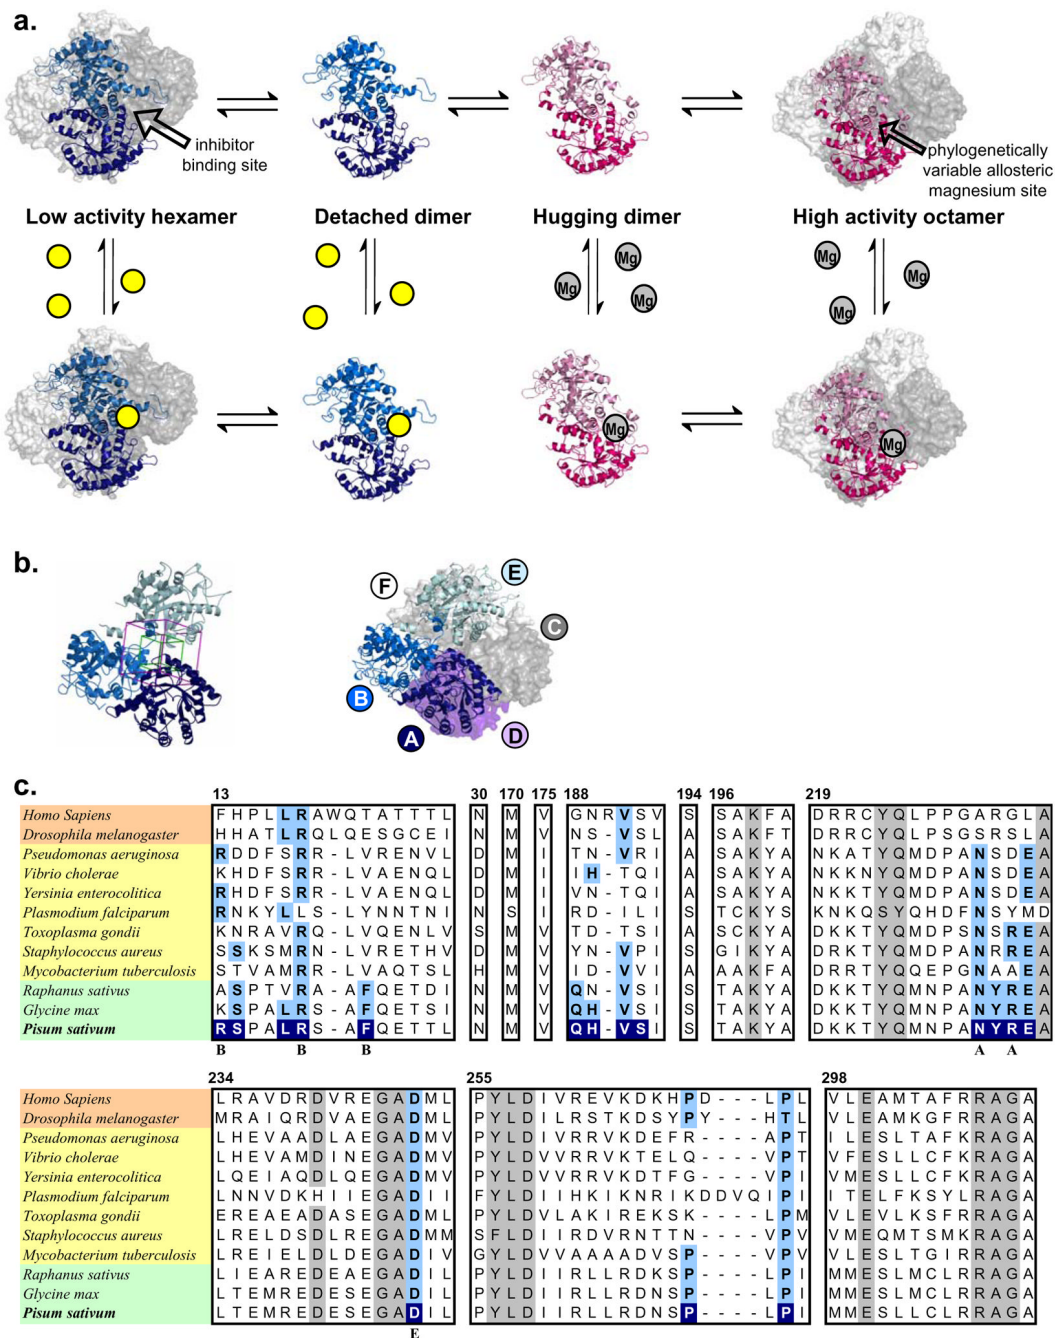 a.
inhibitor
binding site
phylogenetically
variable allosteric
magnesium site
Low activity hexamer
Detached dimer
Hugging dimer
High activity octamer
Mg Mg Mg Mg Mg Mg
Mg Mg
b.
F E C B A D
c.
13 30 170 175 188 194 196 219
Homo Sapiens F H P L L R A W Q T A T T T L N M V G N R V S V S S A K F A D R R C Y Q L P P G A R G L A
Drosophila melanogaster H H A T L R Q L Q E S G C E I N M V N S - V S L S S A K F T D R R C Y Q L P S G S R S L A
Pseudomonas aeruginosa R D D F S R R - L V R E N V L D M I T N - V R I A S A K Y A N K A T Y Q M D P A N S D E A
Vibrio cholerae K H D F S R R - L V A E N Q L D M I I H - T Q I A S A K Y A D K K S Y Q M D P A N S D E A
Yersinia enterocolitica R H D F S R R - L V A E N Q L D M I V N - T Q I A S A K Y A D K K S Y Q M D P A N S D E A
Plasmodium falciparum R N K Y L L S - L Y N N T N I N S I R D - I L I S T C K Y S K N K Q S Y Q H D F N S Y M D
Toxoplasma gondii K N R A V R Q - L V Q E N L V S M V T D - T S I A S A K Y A D K K T Y Q M D P S N S R E A
Staphylococcus aureus S S K S M R N - L V R E T H V D M V Y N - V P I S G I K Y A D R K T Y Q M D P A N R R E A
Mycobacterium tuberculosis S T V A M R R - L V A Q T S L H M V I D - V V I A A A K F A D R R T Y Q Q E P G N A A E A
Raphanus sativus A S P T V R A - A F Q E T D I N M V Q N - V S I S T A K Y A D K K T Y Q M N P A N Y R E A
Glycine max K S P A L R S - A F Q E T T L N M V Q H - V S I S T A K Y A D K K T Y Q M N P A N Y R E A
Pisum sativum R S P A L R S - A F Q E T T L N M V Q H - V S I S T A K Y A D K K T Y Q M N P A N Y R E A
B B B A A
234 255 298
Homo Sapiens L R A V D R D V R E G A D M L P Y L D I V R E V K D K H P D - - - - L P L V L E A M T A F R R A G A
Drosophila melanogaster M R A I Q R D V A E G A D M L P Y L D I L R S T K D S Y P Y - - - - H T L V L E A M K G F R R A G A
Pseudomonas aeruginosa L H E V A A D L A E G A D M V P Y L D I V R R V K D E F R - - - - A P T I L E S L T A F K R A G A
Vibrio cholerae L H E V A M D I N E G A D M V P Y L D V V R R V K T E L Q - - - - V P T V L E S L L C F K R A G A
Yersinia enterocolitica L Q E I A Q D L A E G A D M V P Y L D I V R R V K D T F G - - - - V P I V M E S L L C F K R A G A
Plasmodium falciparum L N N V D K H I I E G A D I I F Y L D I I H K I K N R I K D D V Q I P I I T E L F K S Y L R A G A
Toxoplasma gondii E R E A E A D A S E G A D M L P Y L D V L A K I R E K S K - - - - L P M V L E V L K S F R R A G A
Staphylococcus aureus L R E L D S D L R E G A D M M S F L D I I R D V R N T T N - - - - V P V V M E Q M T S M K R A G A
Mycobacterium tuberculosis L R E I E L D L D E G A D I V G Y L D V V A A A A D V S P - - - - V P V V L E S L T G I R R A G A
Raphanus sativus L I E A R E D E A E G A D I L P Y L D I I R L L R D K S P - - - - L P I M M E S L M C L R R A G A
Glycine max L T E M R E D E S E G A D I L P Y L D I I R L L R D N S P - - - - L P I M M E S L M C L R R A G A
Pisum sativum L T E M R E D E S E G A D I L P Y L D I I R L L R D N S P - - - - L P I M M E S L L C L R R A G A
E